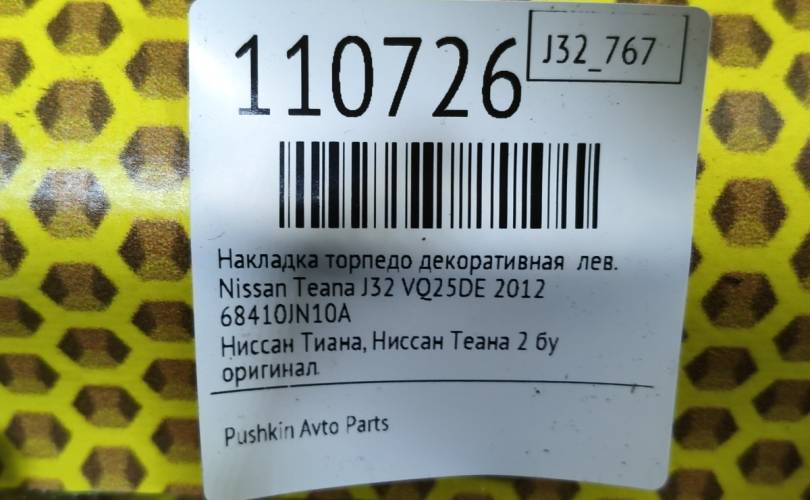 110726
J32_767
Накладка торпедо декоративная лев.
Nissan Teana J32 VQ25DE 2012
68410JN10A
Ниссан Тиана, Ниссан Теана 2 бу
оригинал
Pushkin Avto Parts